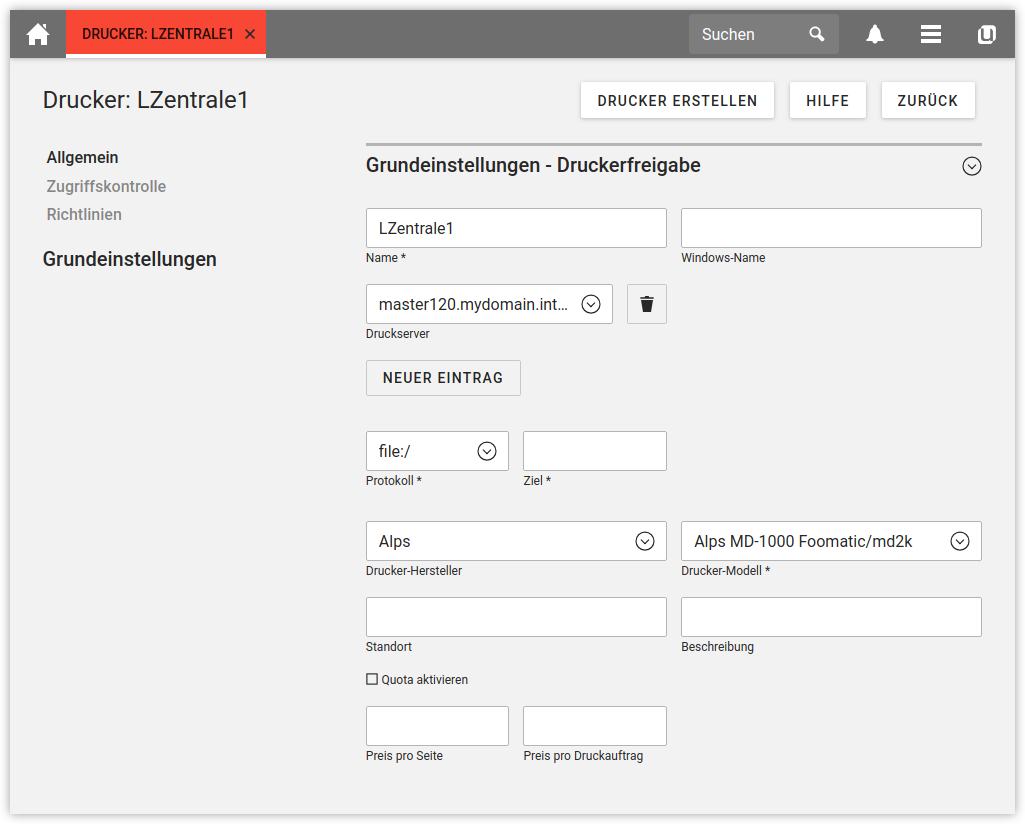 DRUCKER: LZENTRALE1
Suchen
Drucker: LZentrale1
DRUCKER ERSTELLEN
HILFE
ZURÜCK
Allgemein
Zugriffskontrolle
Richtlinien
Grundeinstellungen
Grundeinstellungen - Druckerfreigabe
LZentrale1
Name *
Windows-Name
master120.mydomain.int...
Druckserver
NEUER EINTRAG
file:/
Protokoll *
Ziel *
Alps
Drucker-Hersteller
Alps MD-1000 Foomatic/md2k
Drucker-Modell *
Standort
Beschreibung
Quota aktivieren
Preis pro Seite
Preis pro Druckauftrag